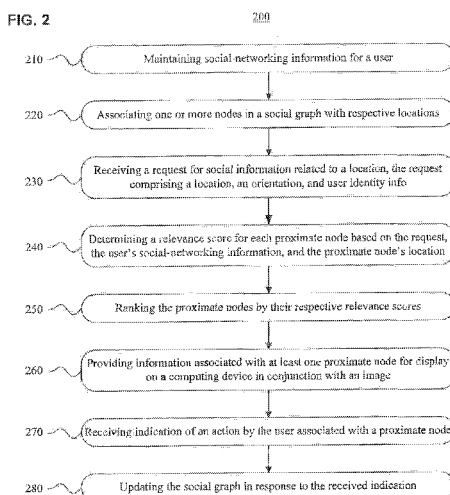 FIG. 2
200
210
Maintaining social-networking information for a user
220
Associating one or more nodes in a social graph with respective locations
230
Receiving a request for social information related to a location, the request
comprising a location, an orientation, and user identity info
240
Determining a relevance score for each proximate node based on the request,
the user's social-networking information, and the proximate node's location
250
Ranking the proximate nodes by their respective relevance scores
260
Providing information associated with at least one proximate node for display
on a computing device in conjunction with an image
270
Receiving indication of an action by the user associated with a proximate node
280
Updating the social graph in response to the received indication